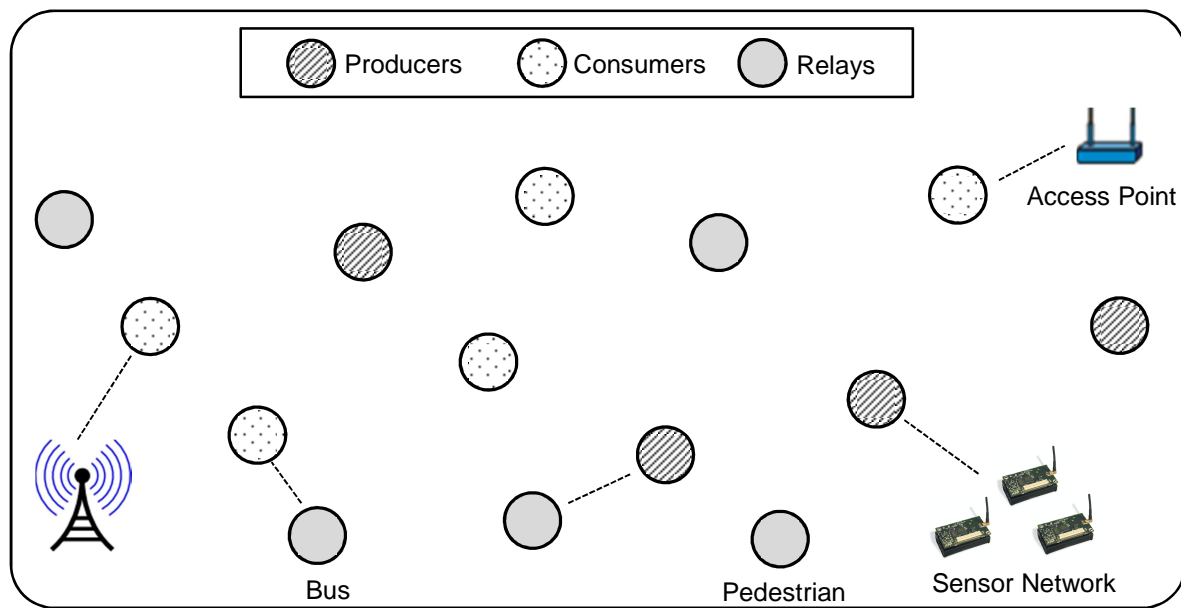 Producers
Consumers
Relays
Access Point
Bus
Pedestrian
Sensor Network